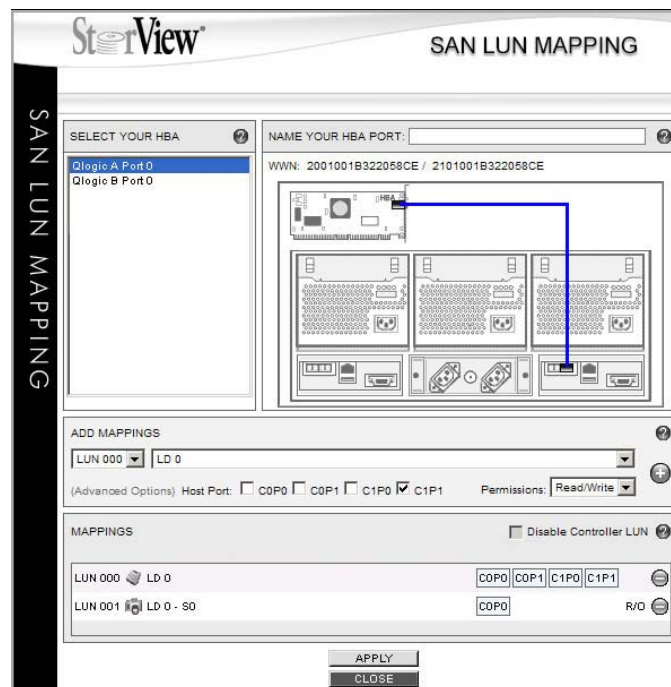 StorView
SAN LUN MAPPING
SAN LUN MAPPING
SELECT YOUR HBA
Qlogic A Port 0
Qlogic B Port 0
NAME YOUR HBA PORT:
WWN: 2001001B322058CE / 2101001B322058CE
HBA
ADD MAPPINGS
LUN 000 LD 0
(Advanced Options) Host Port: C0P0 C0P1 C1P0 C1P1 Permissions: Read/Write
MAPPINGS Disable Controller LUN
LUN 000 LD 0 C0P0 C0P1 C1P0 C1P1
LUN 001 LD 0 - S0 C0P0 R/O
APPLY
CLOSE